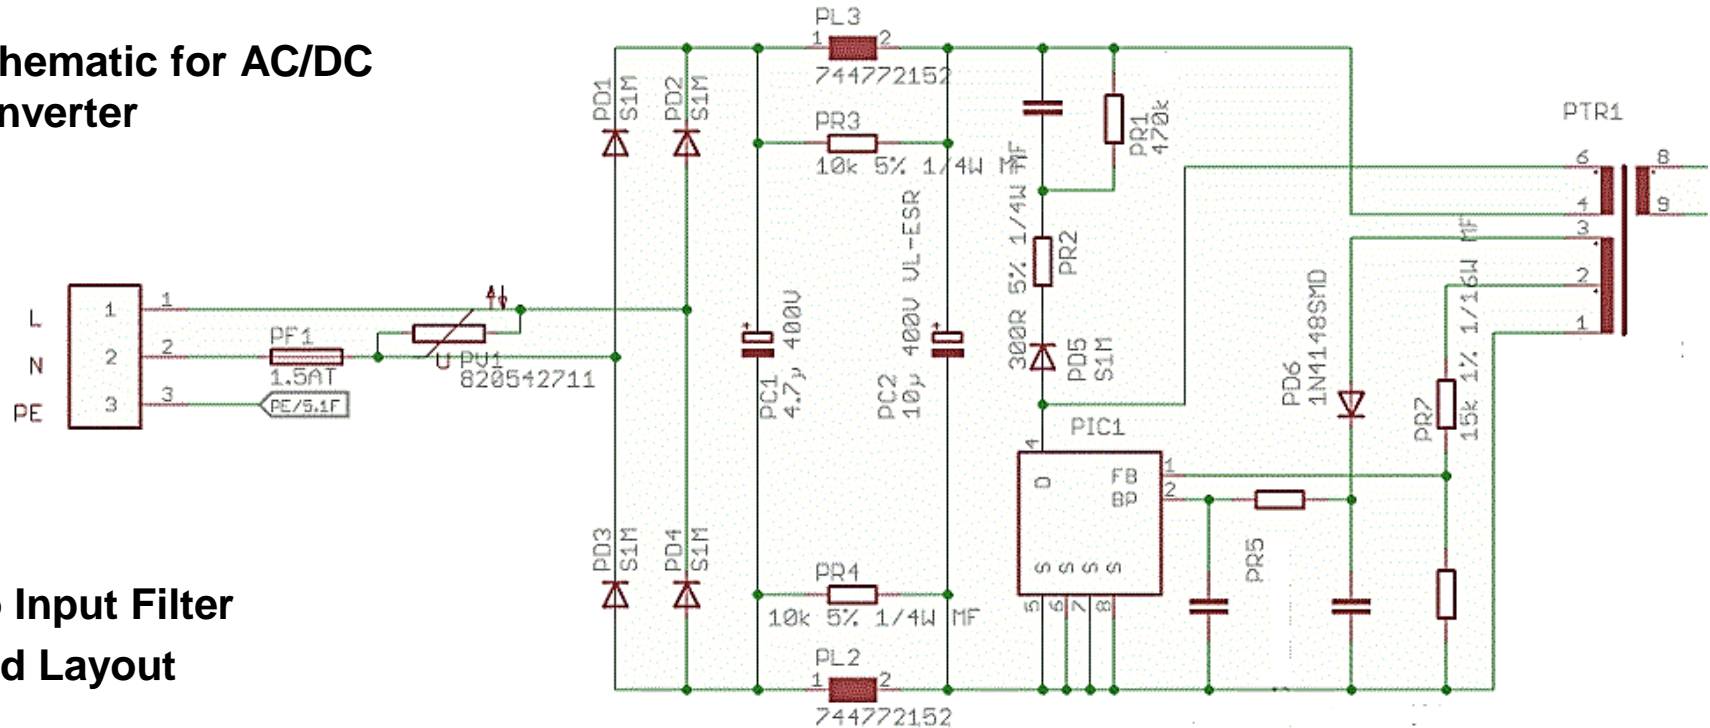 hematic for AC/DC
nverter
Input Filter
d Layout
L
N
PE
1
2
3
1
2
3
PF1
1.5AT
PE/5.1F
U PV1
820542711
PD1
S1M
PD2
S1M
PD3
S1M
PD4
S1M
PL3
1
2
744772152
PR3
10k 5% 1/4W MF
PC1
4.7µ 400V
PC2
10µ 400V VL-ESR
PR4
10k 5% 1/4W MF
PL2
1
2
744772152
PR1
470k
PR2
300R 5% 1/4W MF
PD5
S1M
PIC1
4
D
FB
BP
1
2
S S S S
5
6
7
8
PR5
PD6
1N4148SMD
PR7
15k 1% 1/16W MF
PTR1
6
4
3
2
1
8
9